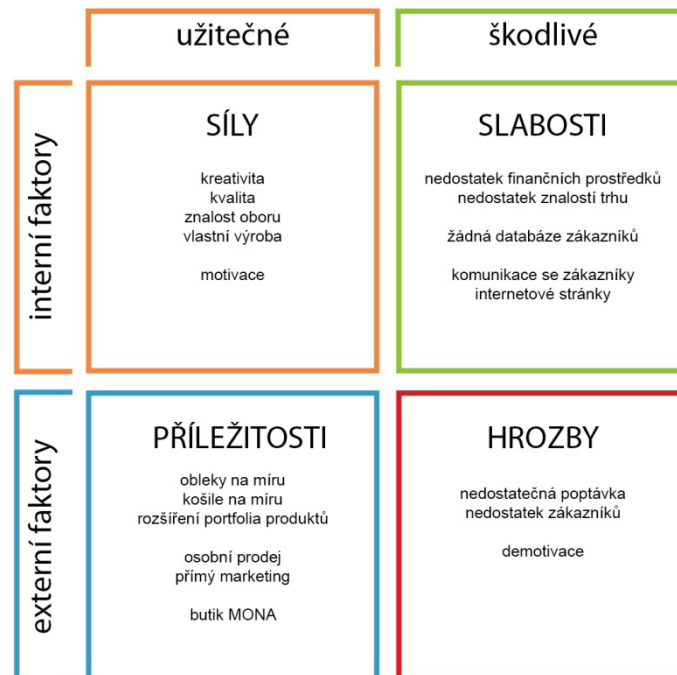 užitečné
škodlivé
interní faktory
SÍLY
kreativita
kvalita
znalost oboru
vlastní výroba
motivace
SLABOSTI
nedostatek finančních prostředků
nedostatek znalostí trhu
žádná databáze zákazníků
komunikace se zákazníky
internetové stránky
externí faktory
PŘÍLEŽITOSTI
obleky na míru
košile na míru
rozšíření portfolia produktů
osobní prodej
přímý marketing
butik MONA
HROZBY
nedostatečná poptávka
nedostatek zákazníků
demotivace